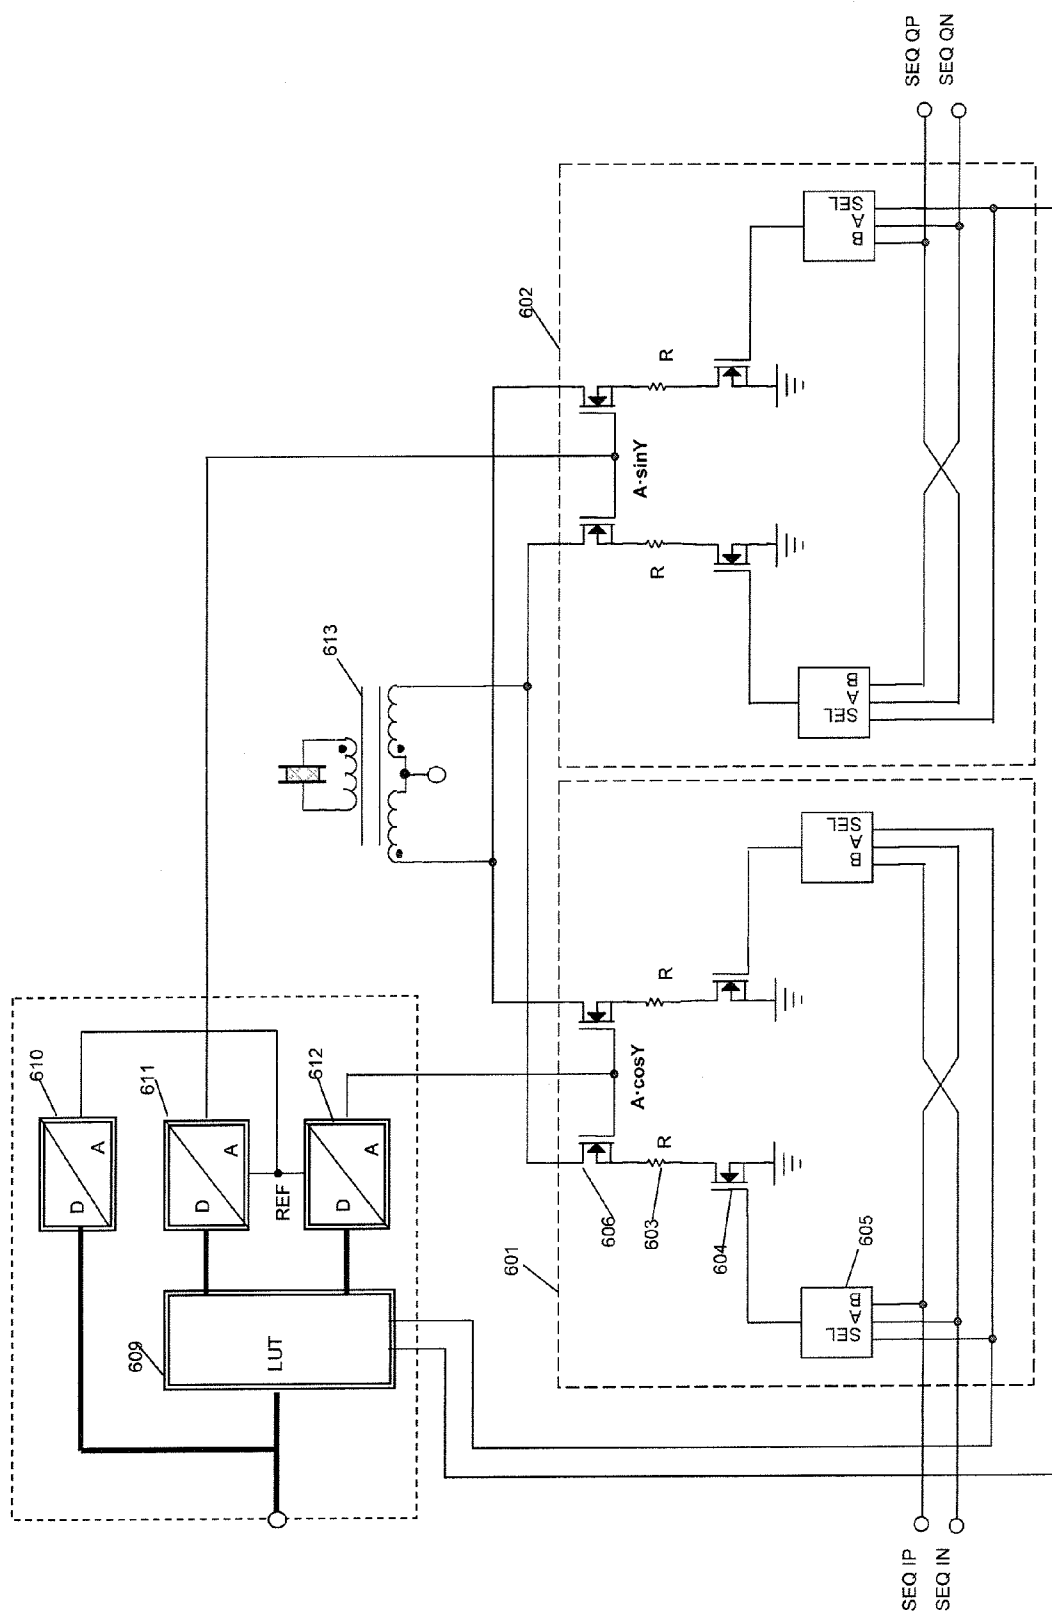 610
D
A
611
D
A
612
D
A
REF
609
LUT
613
601
602
A·cosY
A·sinY
606
603
R
604
605
SEL
A
B
R
SEL
A
B
R
SEL
A
B
R
SEL
A
B
SEQ IP
SEQ IN
SEQ QP
SEQ QN